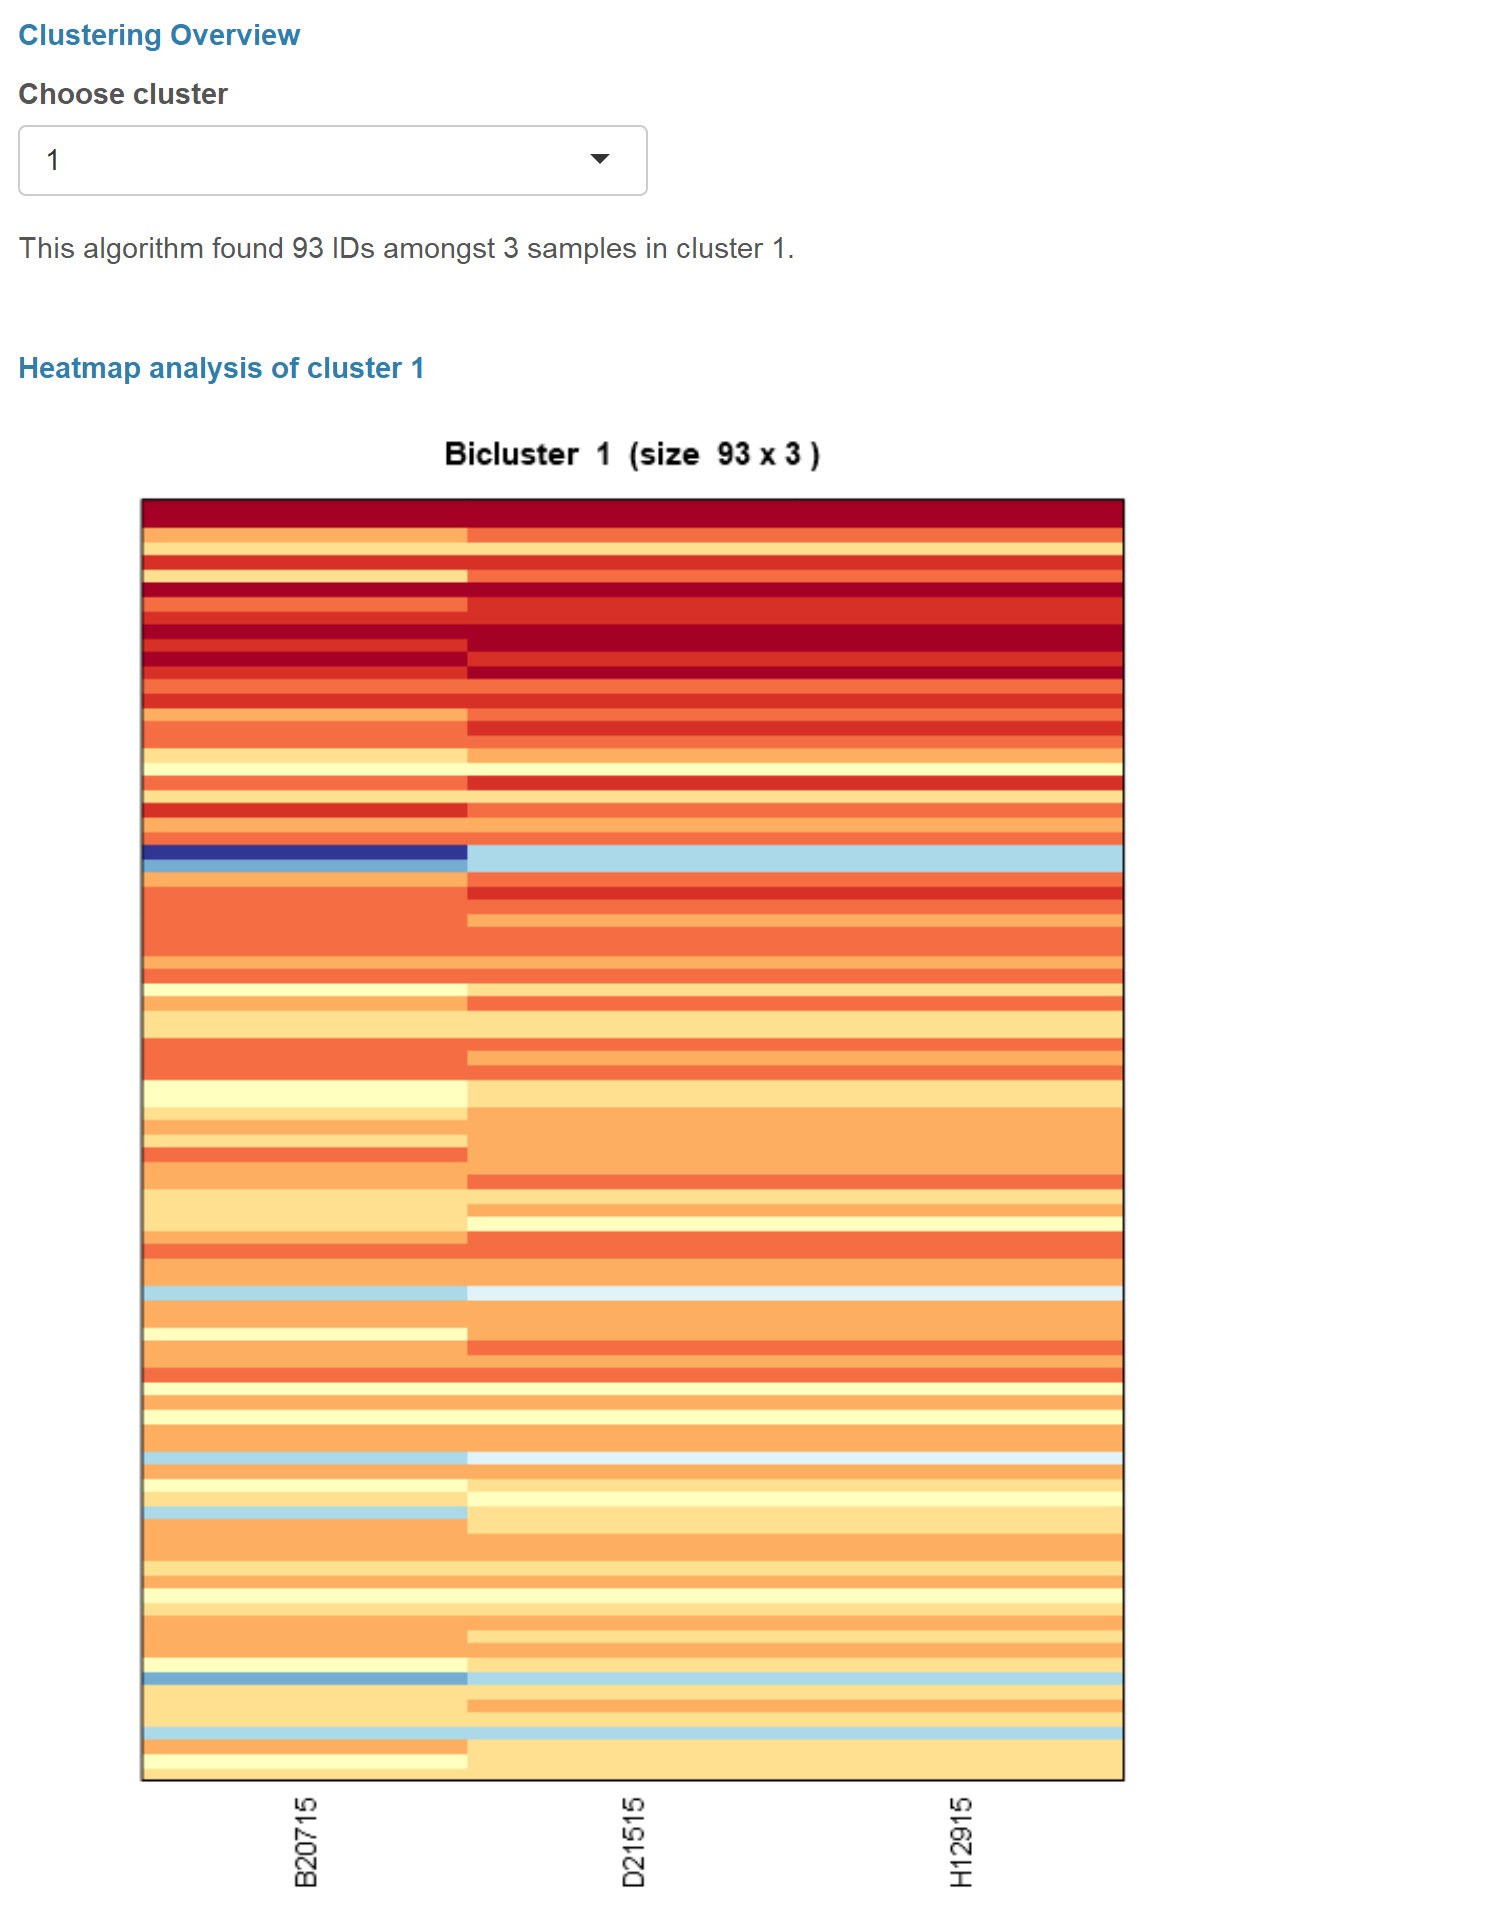 Clustering Overview
Choose cluster
1
This algorithm found 93 IDs amongst 3 samples in cluster 1.
Heatmap analysis of cluster 1
Bicluster 1 (size 93 x 3 )
B20715
D21515
H12915